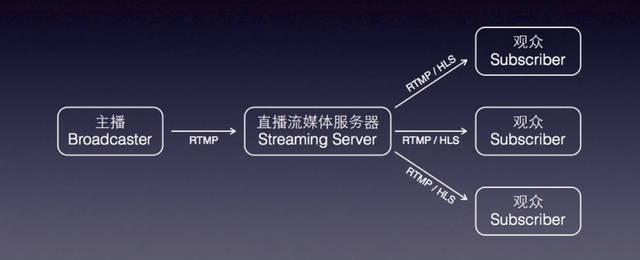 主播
Broadcaster
RTMP
直播流媒体服务器
Streaming Server
RTMP / HLS
观众
Subscriber
RTMP / HLS
观众
Subscriber
RTMP / HLS
观众
Subscriber